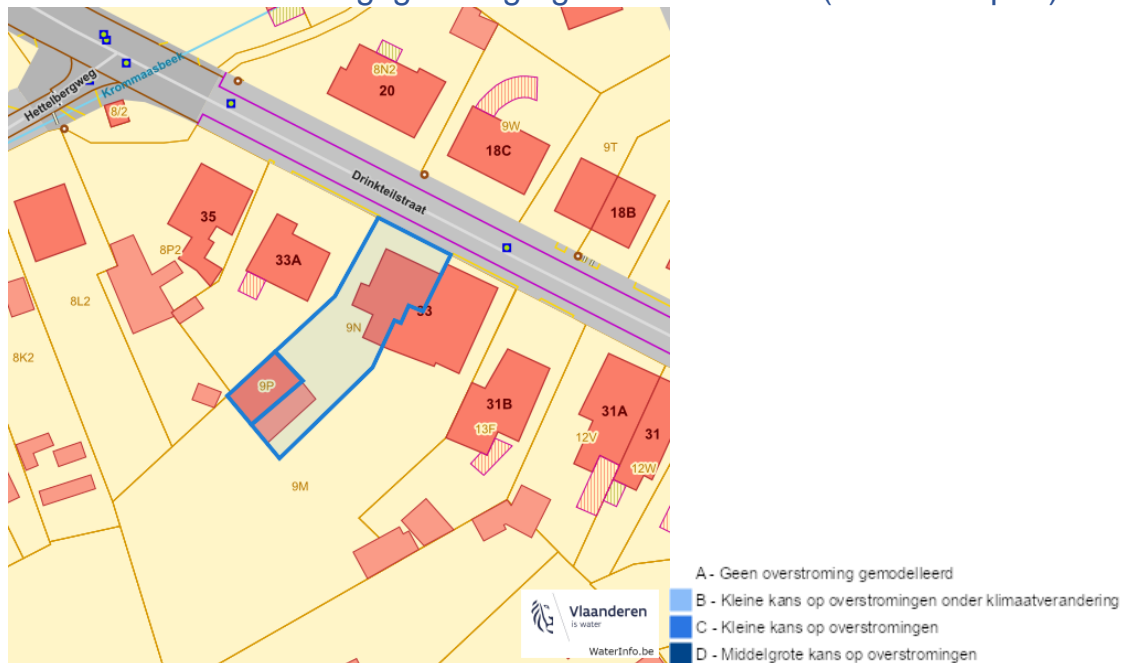 8N2
20
Krommaasbeek
Hettelbergweg
8/2
9W
18C
9T
Drinkteilstraat
18B
35
8P2
33A
8L2
9N
33
8K2
9P
31B
13F
31A
31
12V
12W
9M
Vlaanderen
is water
WaterInfo.be
A - Geen overstroming gemodelleerd
B - Kleine kans op overstromingen onder klimaatverandering
C - Kleine kans op overstromingen
D - Middelgrote kans op overstromingen